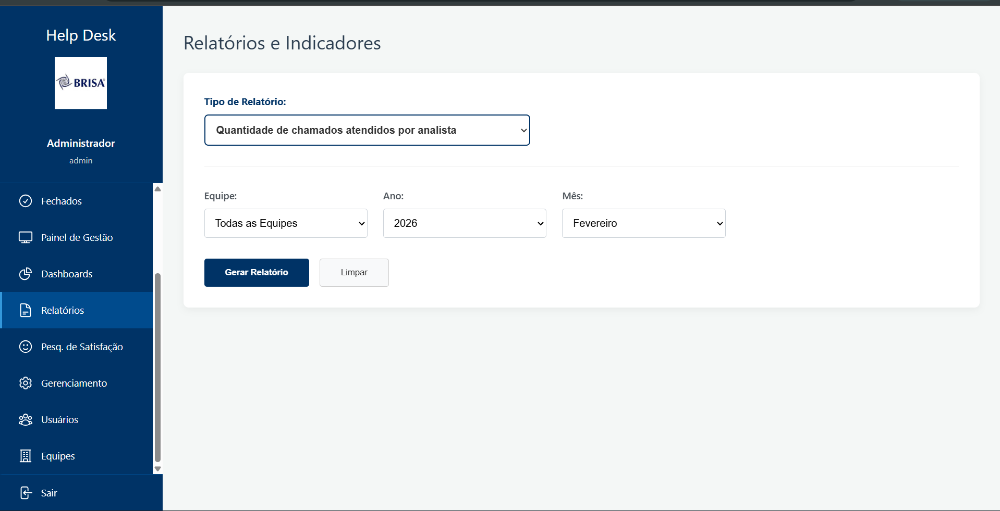 Help Desk
BRISA
Administrador
admin
Fechados
Painel de Gestão
Dashboards
Relatórios
Pesq. de Satisfação
Gerenciamento
Usuários
Equipes
Sair
Relatórios e Indicadores
Tipo de Relatório:
Quantidade de chamados atendidos por analista
Equipe: Ano: Mês:
Todas as Equipes 2026 Fevereiro
Gerar Relatório Limpar